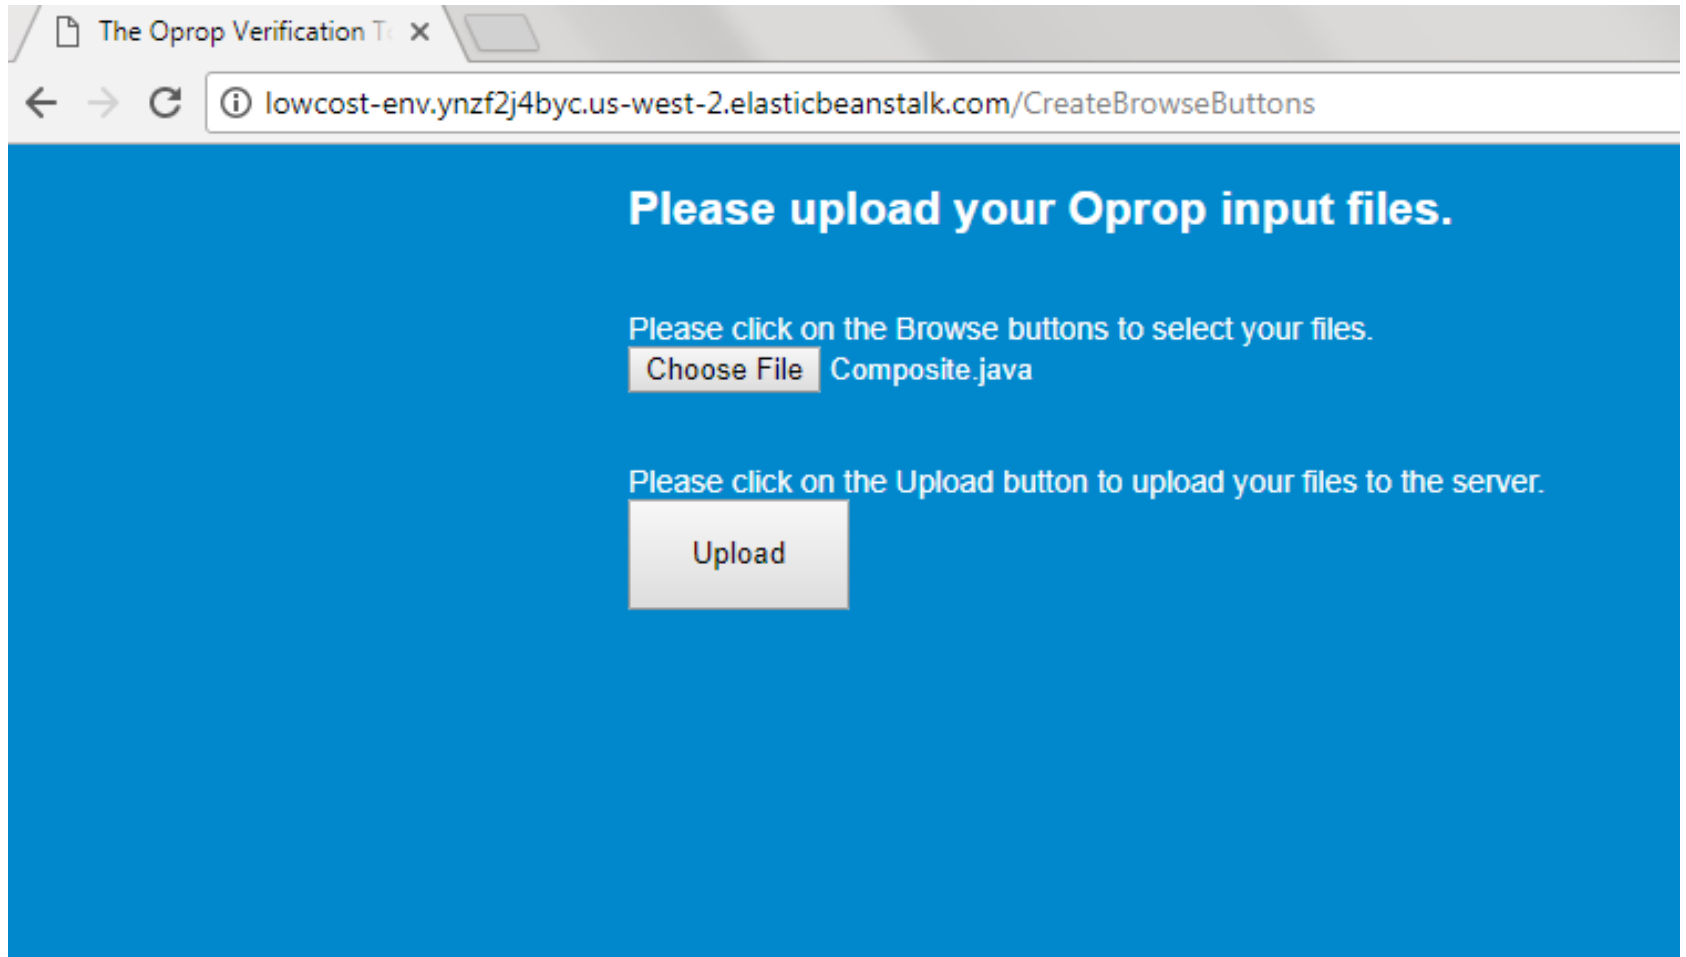 The Oprop Verification
lowcost-env.ynzf2j4byc.us-west-2.elasticbeanstalk.com/CreateBrowseButtons
Please upload your Oprop input files.
Please click on the Browse buttons to select your files.
Choose File Composite.java
Please click on the Upload button to upload your files to the server.
Upload